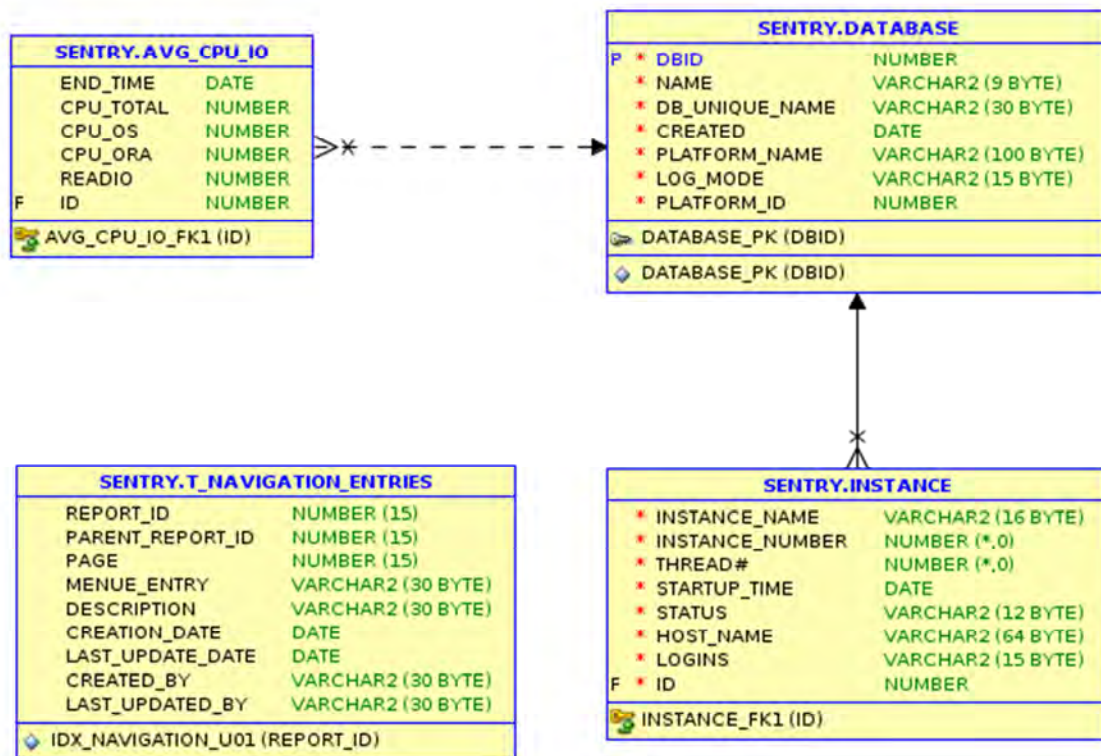 SENTRY.AVG_CPU_IO
END_TIME DATE
CPU_TOTAL NUMBER
CPU_OS NUMBER
CPU_ORA NUMBER
READIO NUMBER
F ID NUMBER
AVG_CPU_IO_FK1 (ID)
SENTRY.DATABASE
P * DBID NUMBER
* NAME VARCHAR2 (9 BYTE)
* DB_UNIQUE_NAME VARCHAR2 (30 BYTE)
* CREATED DATE
* PLATFORM_NAME VARCHAR2 (100 BYTE)
* LOG_MODE VARCHAR2 (15 BYTE)
* PLATFORM_ID NUMBER
DATABASE_PK (DBID)
DATABASE_PK (DBID)
SENTRY.T_NAVIGATION_ENTRIES
REPORT_ID NUMBER (15)
PARENT_REPORT_ID NUMBER (15)
PAGE NUMBER (15)
MENUE_ENTRY VARCHAR2 (30 BYTE)
DESCRIPTION VARCHAR2 (30 BYTE)
CREATION_DATE DATE
LAST_UPDATE_DATE DATE
CREATED_BY VARCHAR2 (30 BYTE)
LAST_UPDATED_BY VARCHAR2 (30 BYTE)
IDX_NAVIGATION_U01 (REPORT_ID)
SENTRY.INSTANCE
* INSTANCE_NAME VARCHAR2 (16 BYTE)
* INSTANCE_NUMBER NUMBER (*,0)
* THREAD# NUMBER (*,0)
* STARTUP_TIME DATE
* STATUS VARCHAR2 (12 BYTE)
* HOST_NAME VARCHAR2 (64 BYTE)
* LOGINS VARCHAR2 (15 BYTE)
F * ID NUMBER
INSTANCE_FK1 (ID)